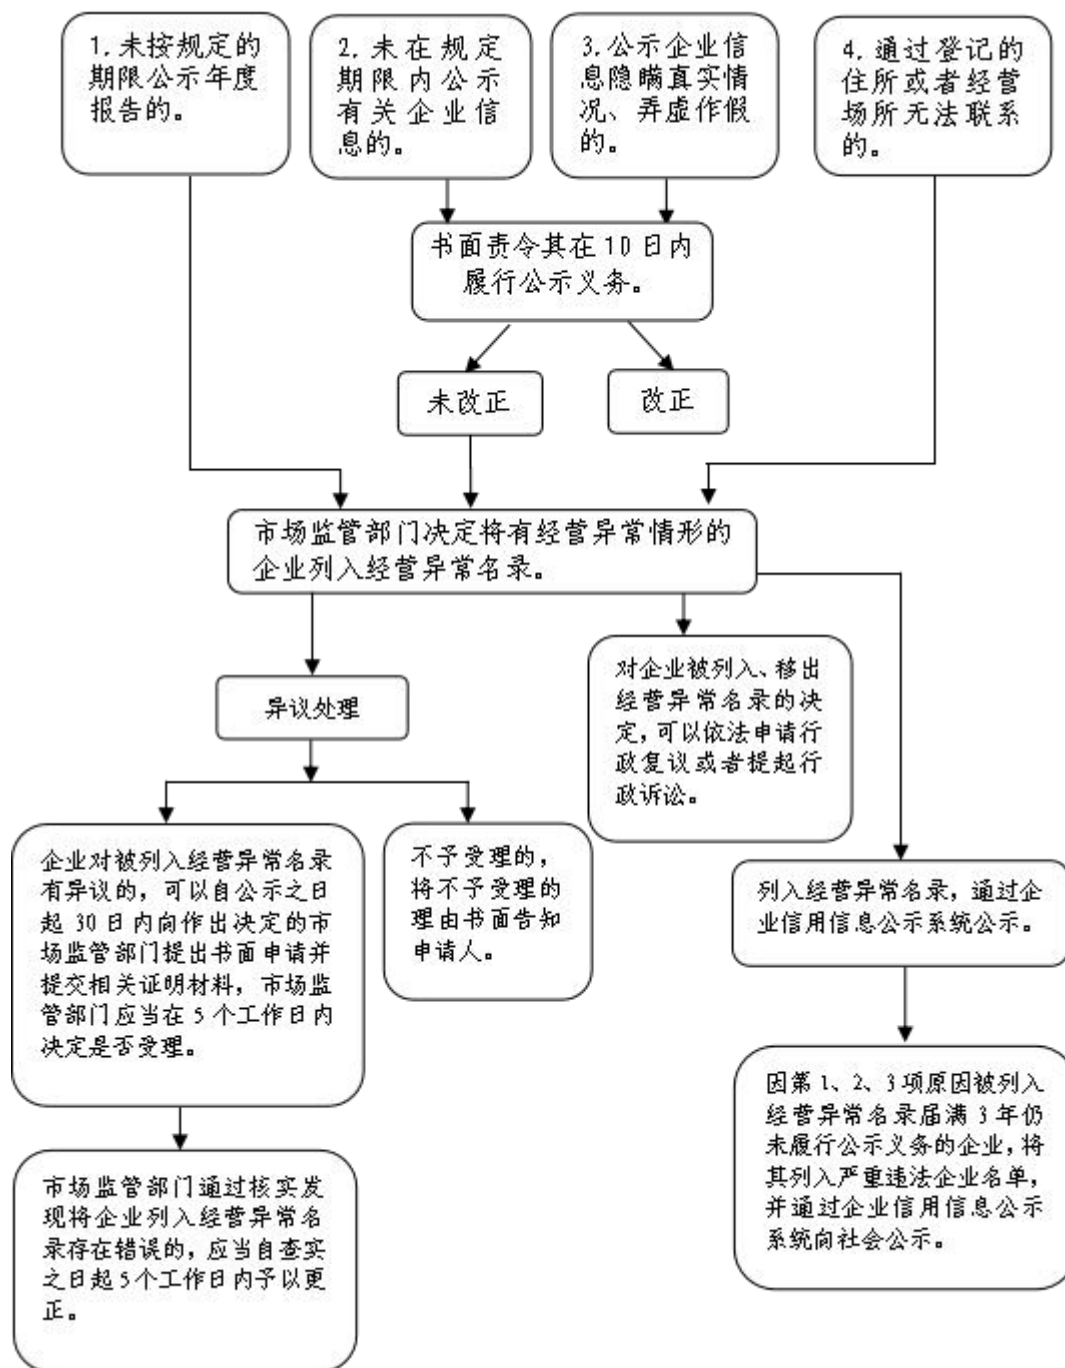 1. 未按规定的
期限公示年度
报告的。
2. 未在规定
期限内公示
有关企业信
息的。
3.公示企业信
息隐瞒真实情
况、弄虚作假
的。
4. 通过登记的
住所或者经营
场所无法联系
的。
书面责令其在 10 日内
履行公示义务。
未改正
改正
市场监管部门决定将有经营异常情形的
企业列入经营异常名录。
异议处理
对企业被列入、移出
经营异常名录的决
定，可以依法申请行
政复议或者提起行
政诉讼。
企业对被列入经营异常名录
有异议的，可以自公示之日
起 30 日内向作出决定的市
场监管部门提出书面申请并
提交相关证明材料，市场监
管部门应当在 5 个工作日内
决定是否受理。
不予受理的，
将不予受理的
理由书面告知
申请人。
列入经营异常名录，通过企
业信用信息公示系统公示。
因第 1、2、3 项原因被列入
经营异常名录届满 3 年仍
未履行公示义务的企业，将
其列入严重违法企业名单，
并通过企业信用信息公示
系统向社会公示。
市场监管部门通过核实发
现将企业列入经营异常名
录存在错误的，应当自查实
之日起 5 个工作日内予以更
正。